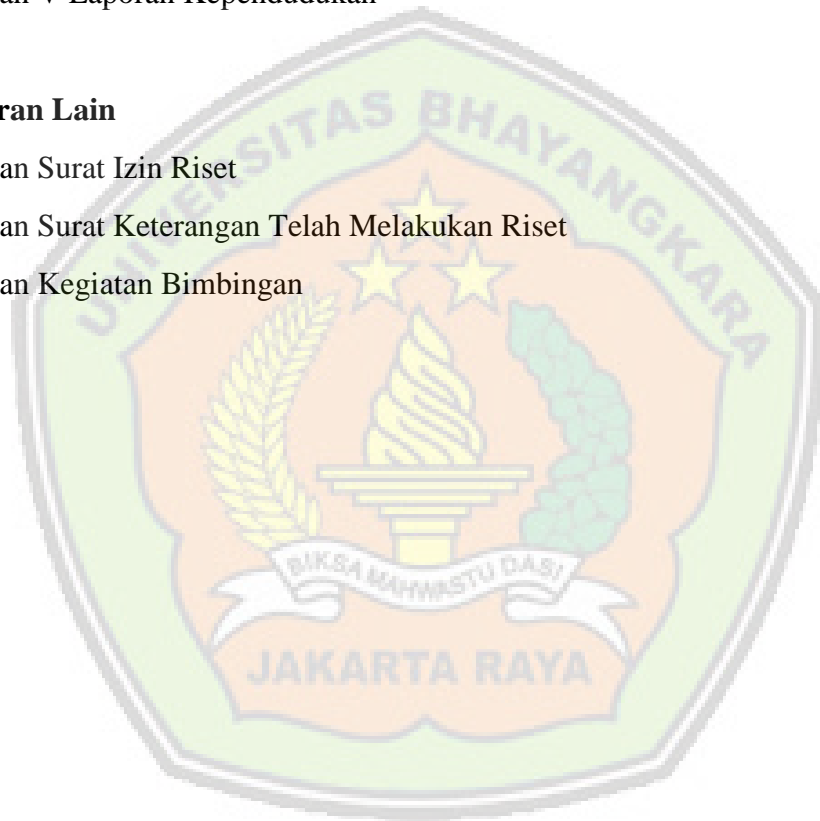 an V Laporan Kependudukan
ran Lain
an Surat Izin Riset
an Surat Keterangan Telah Melakukan Riset
an Kegiatan Bimbingan
UNIVERSITAS BHAYANGKARA
BIKSA MAHWASTU DASI
JAKARTA RAYA